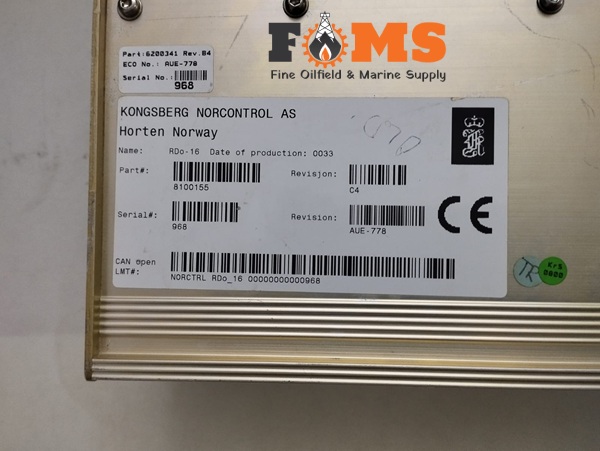 FOMS
Fine Oilfield & Marine Supply
Part:6200341 Rev.B4
ECO No.: AUE-778
Serial No.:
968
KONGSBERG NORCONTROL AS
Horten Norway
Name: RDo-16 Date of production: 0033
Part#: Revisjon:
8100155 C4
Serial#: Revision:
968 AUE-778
CE
CAN open
LMT#:
NORCTRL RDo_16 00000000000968
TR